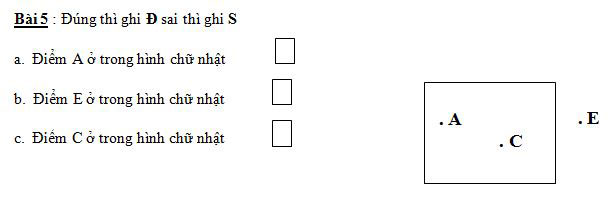 Bài 5 : Đúng thì ghi Đ sai thì ghi S
a. Điểm A ở trong hình chữ nhật
b. Điểm E ở trong hình chữ nhật
c. Điểm C ở trong hình chữ nhật
. A
. E
. C